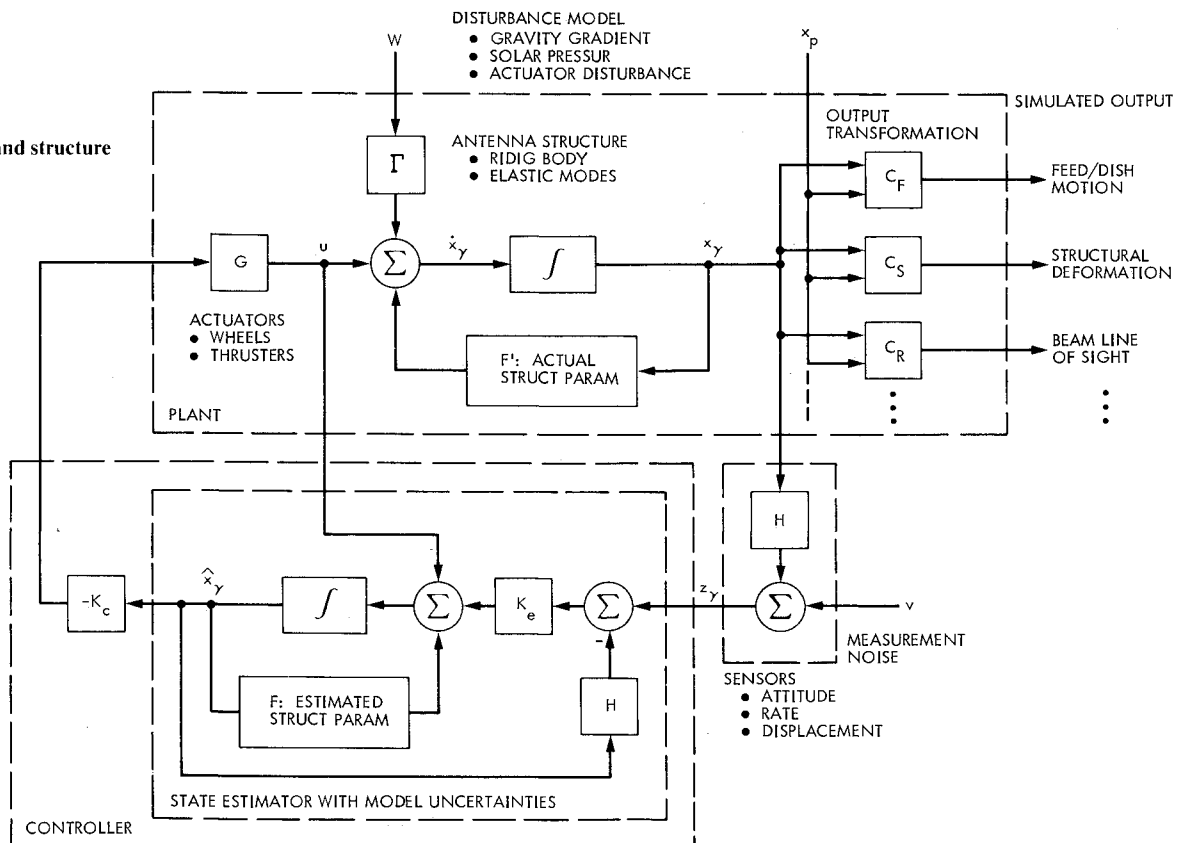 DISTURBANCE MODEL
• GRAVITY GRADIENT
• SOLAR PRESSUR
• ACTUATOR DISTURBANCE
W
x_p
SIMULATED OUTPUT
and structure
OUTPUT
TRANSFORMATION
ANTENNA STRUCTURE
• RIDIG BODY
• ELASTIC MODES
Γ
C_F
FEED/DISH
MOTION
G
u
Σ
ẋ_γ
∫
x_γ
C_S
STRUCTURAL
DEFORMATION
ACTUATORS
• WHEELS
• THRUSTERS
F': ACTUAL
STRUCT PARAM
C_R
BEAM LINE
OF SIGHT
PLANT
H
-K_c
x̂_γ
∫
Σ
K_e
Σ
-
z_γ
Σ
v
MEASUREMENT
NOISE
F: ESTIMATED
STRUCT PARAM
H
SENSORS
• ATTITUDE
• RATE
• DISPLACEMENT
STATE ESTIMATOR WITH MODEL UNCERTAINTIES
CONTROLLER